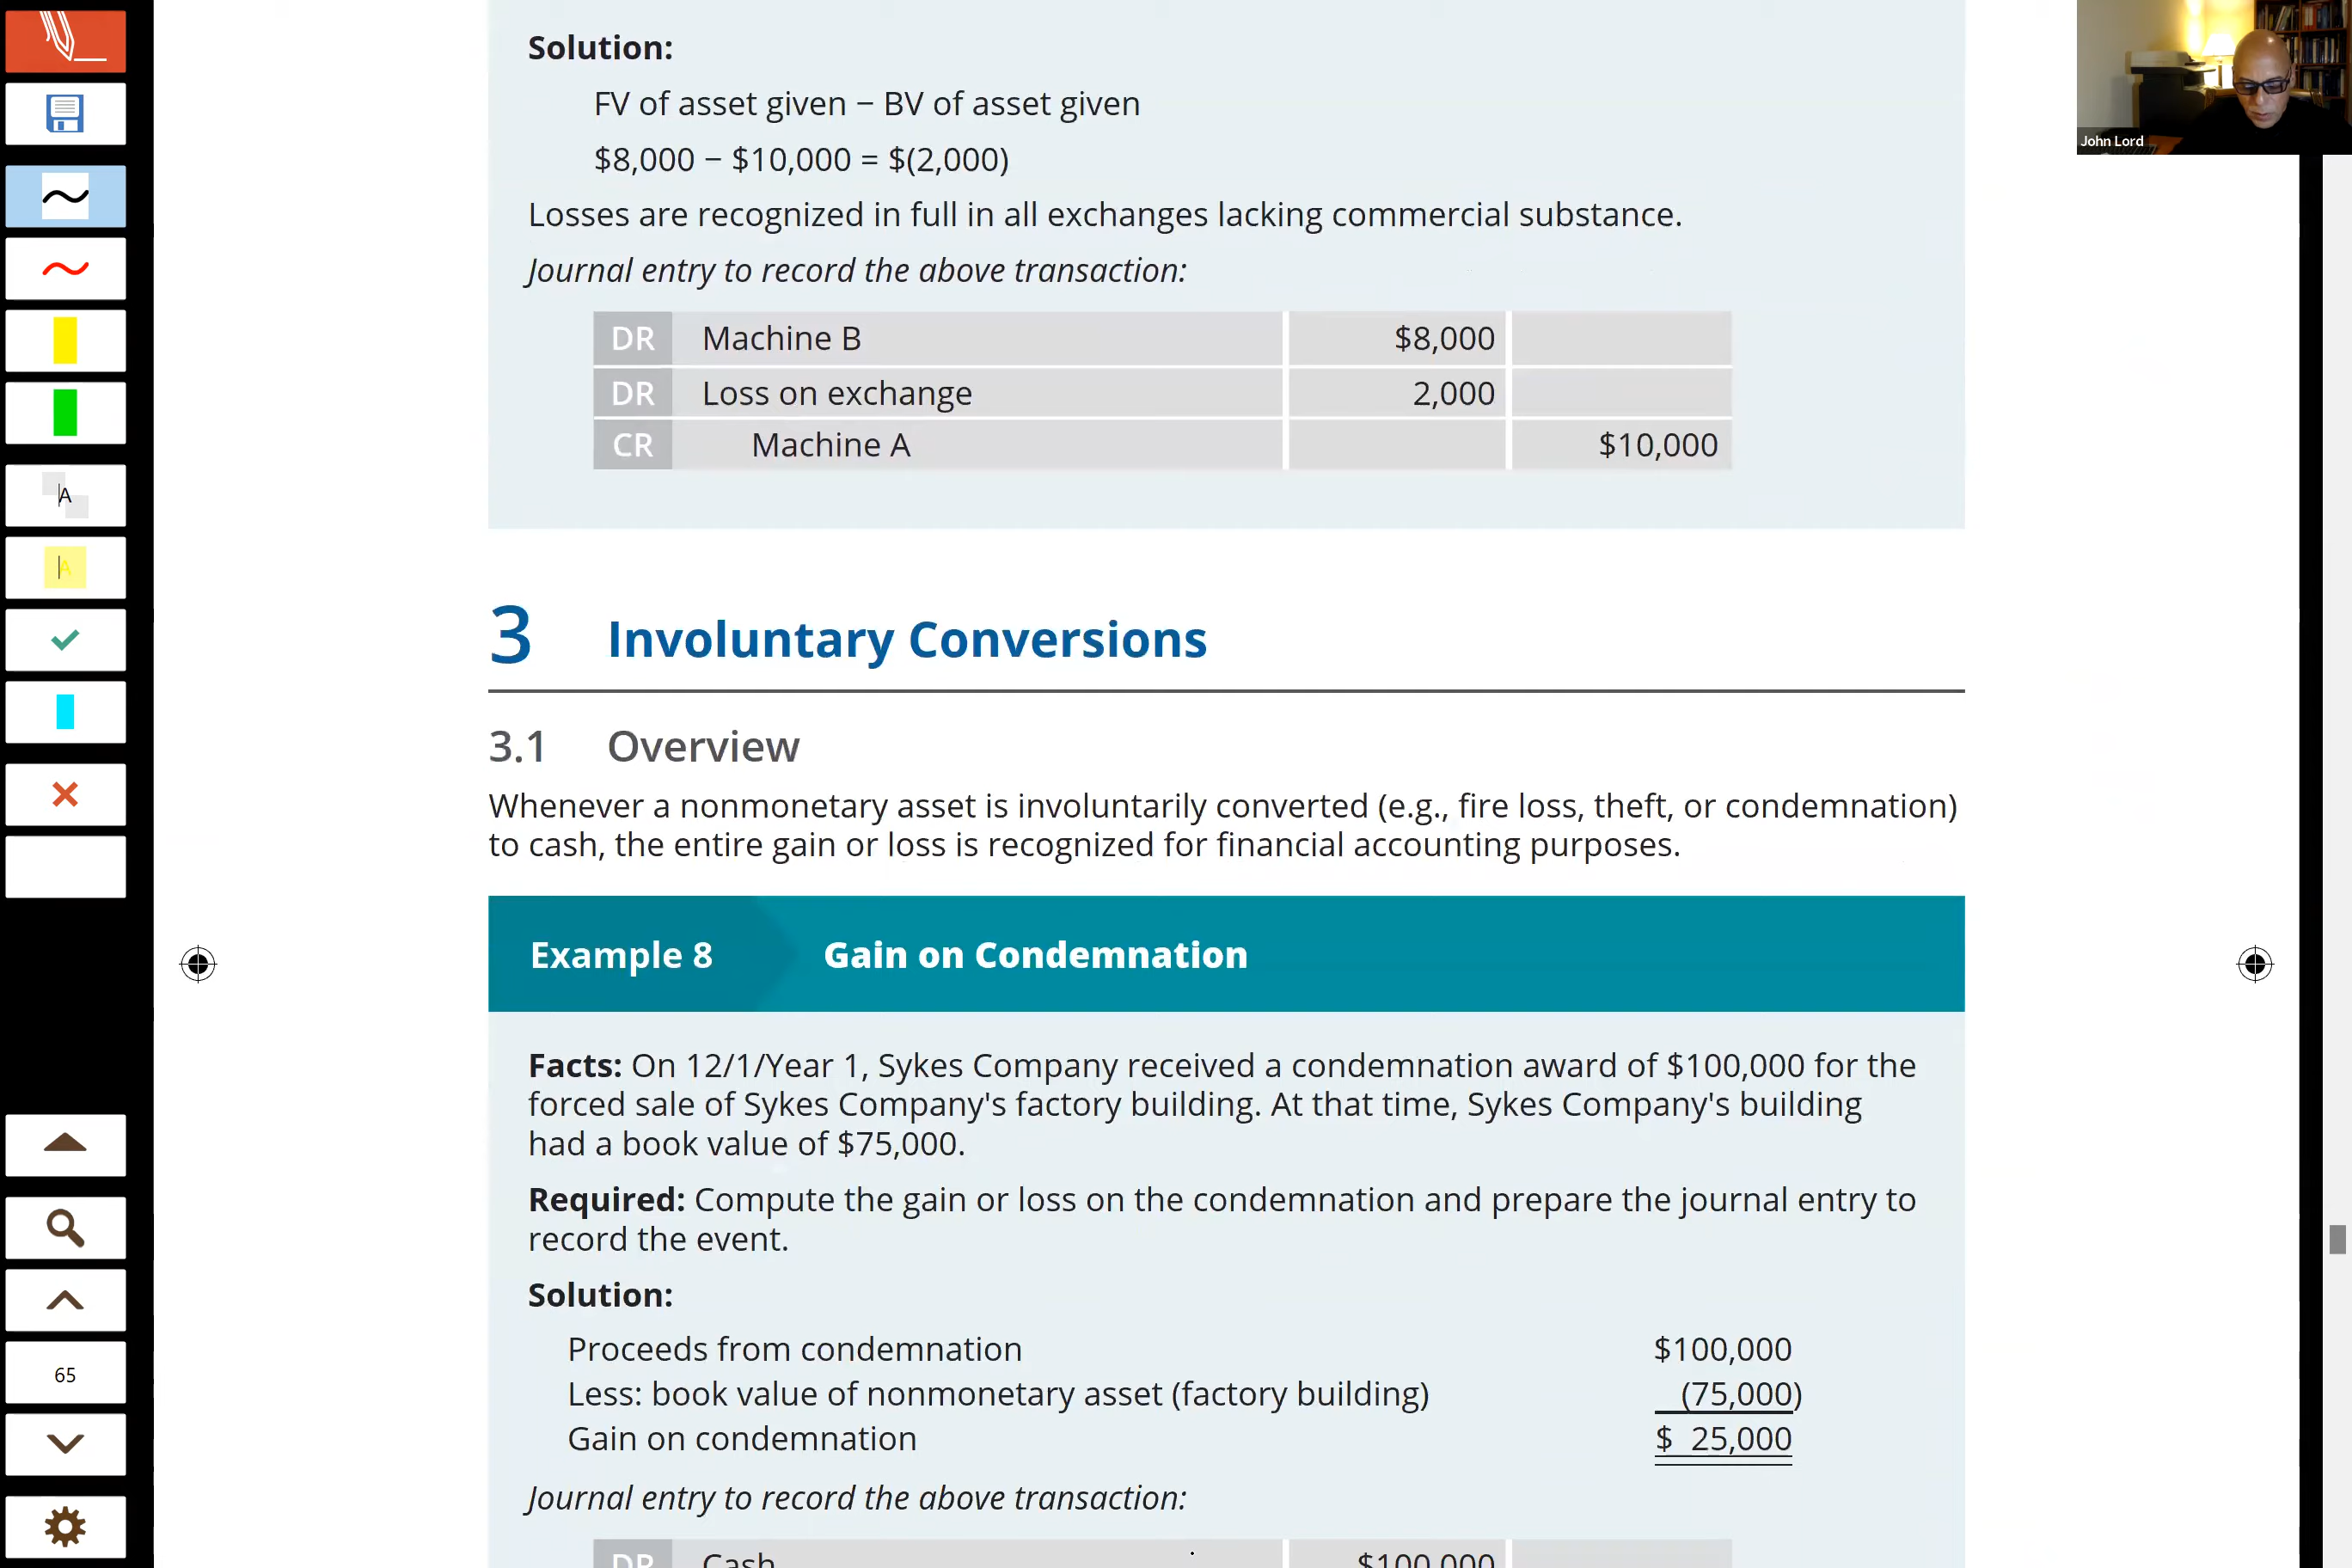 Solution:
FV of asset given − BV of asset given
$8,000 − $10,000 = $(2,000)
Losses are recognized in full in all exchanges lacking commercial substance.
Journal entry to record the above transaction:
DR Machine B $8,000
DR Loss on exchange 2,000
CR Machine A $10,000
3 Involuntary Conversions
3.1 Overview
Whenever a nonmonetary asset is involuntarily converted (e.g., fire loss, theft, or condemnation)
to cash, the entire gain or loss is recognized for financial accounting purposes.
Example 8 Gain on Condemnation
Facts: On 12/1/Year 1, Sykes Company received a condemnation award of $100,000 for the
forced sale of Sykes Company's factory building. At that time, Sykes Company's building
had a book value of $75,000.
Required: Compute the gain or loss on the condemnation and prepare the journal entry to
record the event.
Solution:
Proceeds from condemnation $100,000
Less: book value of nonmonetary asset (factory building) (75,000)
Gain on condemnation $ 25,000
Journal entry to record the above transaction:
DR Cash $100,000
A
A
65
John Lord